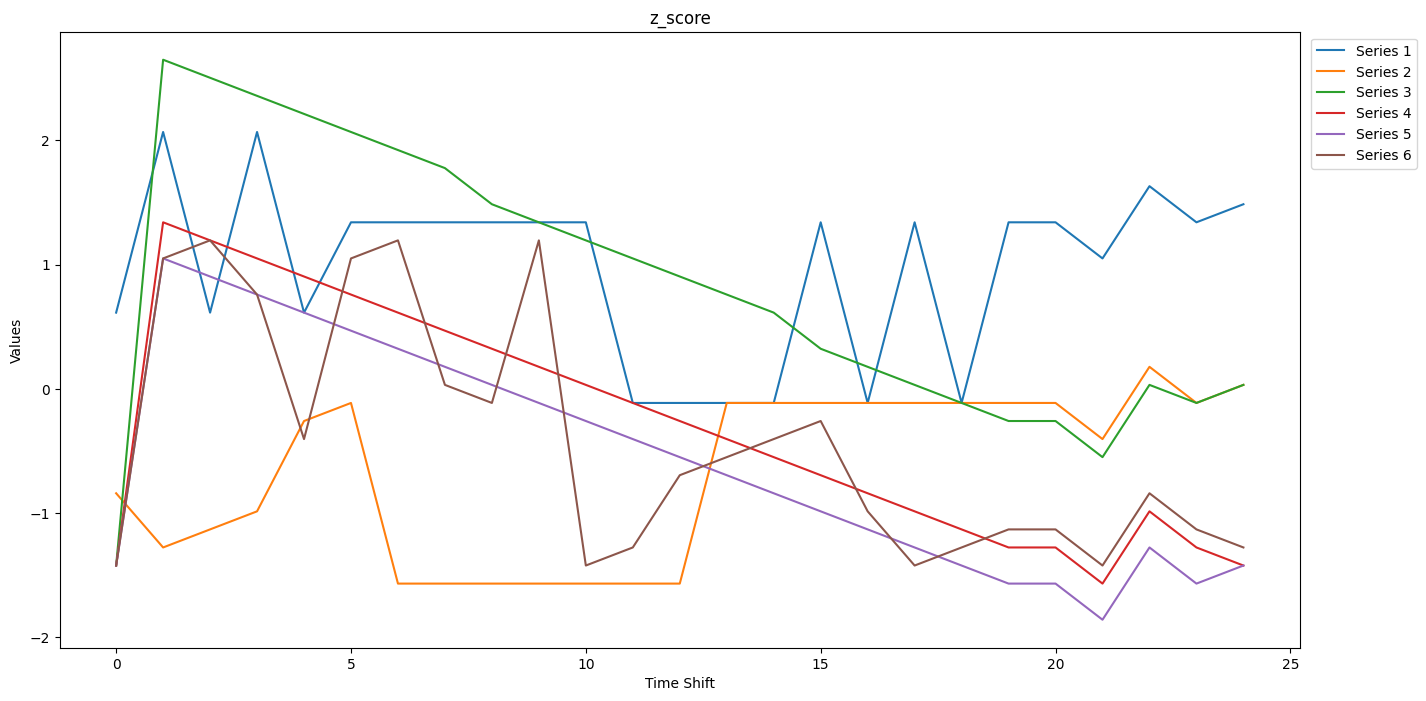 z_score
Series 1
Series 2
Series 3
Series 4
Series 5
Series 6
2
1
0
−1
−2
Values
0 5 10 15 20 25
Time Shift